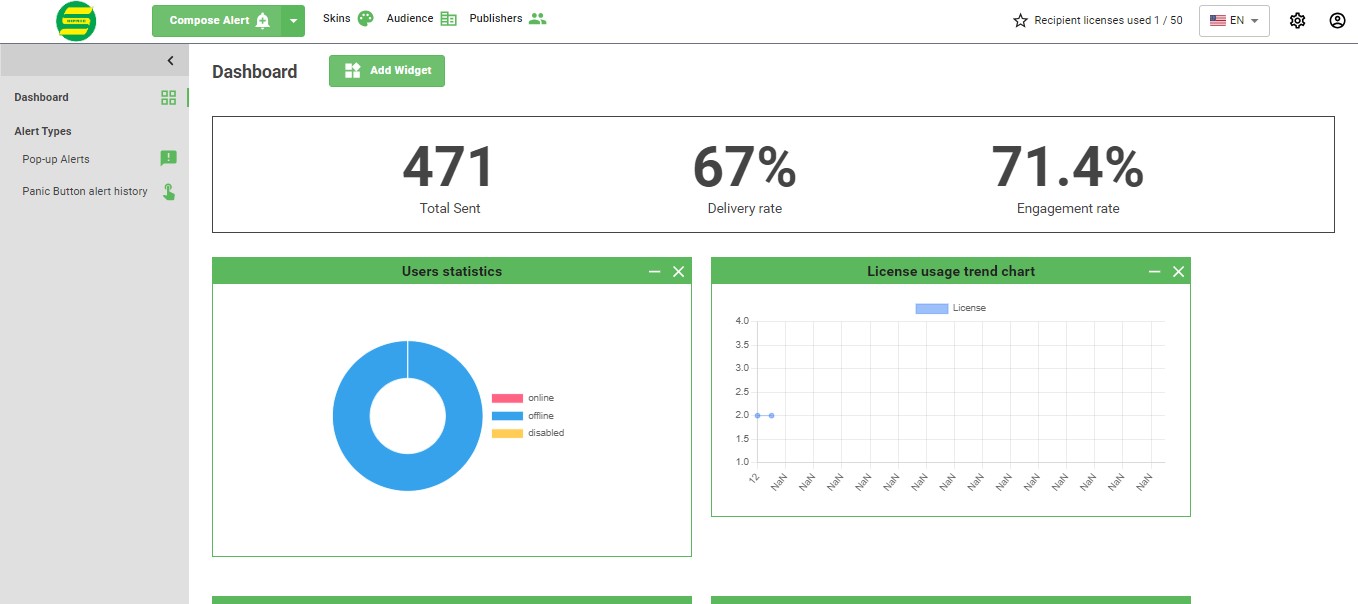 Compose Alert
Skins
Audience
Publishers
Recipient licenses used 1 / 50
EN
Dashboard
Alert Types
Pop-up Alerts
Panic Button alert history
Dashboard
Add Widget
471
Total Sent
67%
Delivery rate
71.4%
Engagement rate
Users statistics
online
offline
disabled
License usage trend chart
License
4.0
3.5
3.0
2.5
2.0
1.5
1.0
12 NaN NaN NaN NaN NaN NaN NaN NaN NaN NaN NaN NaN NaN NaN